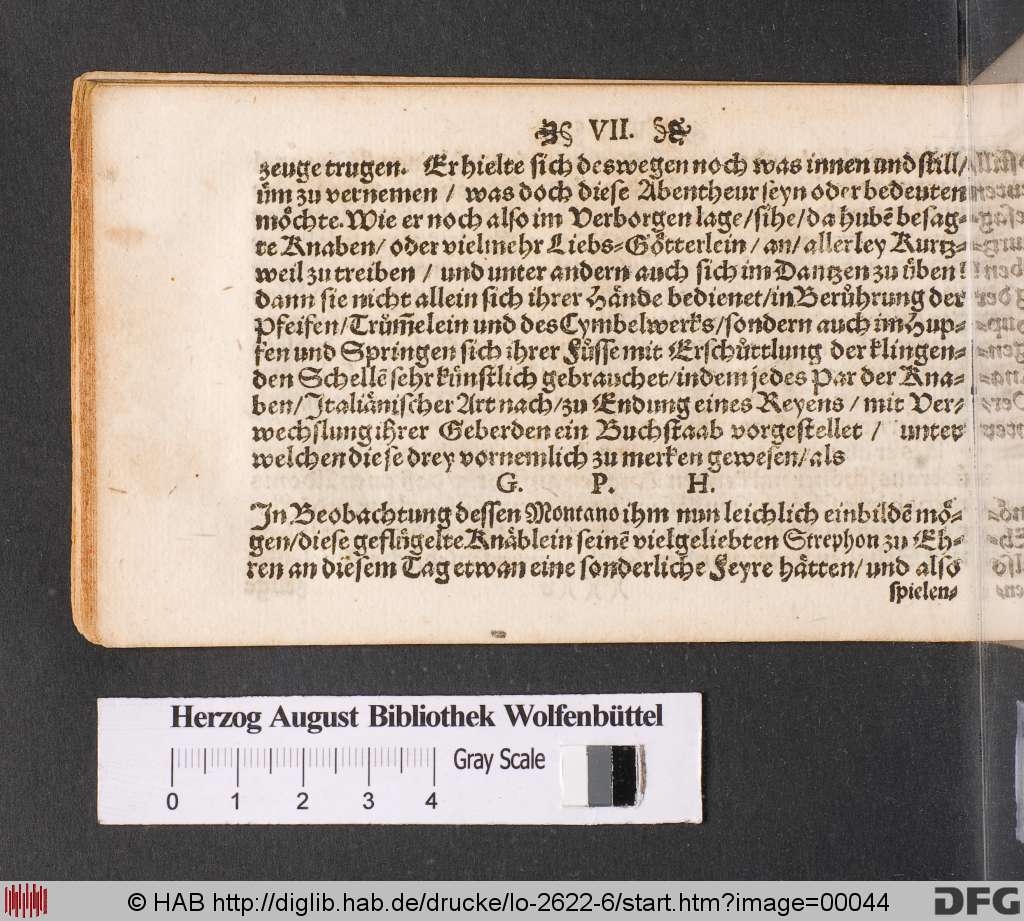 VII.
zeuge trugen. Er hielte sich deswegen noch was innen und still/
üm zu vernemen / was doch diese Abentheur seyn oder bedeuten
möchte. Wie er noch also im Verborgen lage/sihe/da hubẽ besag-
te Knaben/ oder vielmehr Liebs-Götterlein / an/ allerley Kurtz-
weil zu treiben / und unter andern auch sich im Dantzen zu üben!
dann sie nicht allein sich ihrer Hände bedienet/in Berührung der
Pfeifen/Trüm̃elein und des Cymbelwerks/sondern auch im Hup-
fen und Springen sich ihrer Füsse mit Erschüttlung der klingen-
den Schellẽ sehr künstlich gebrauchet/indem jedes Par der Kna-
ben/Italiänischer Art nach/zu Endung eines Reyens / mit Ver-
wechslung ihrer Geberden ein Buchstaab vorgestellet / unter
welchen diese drey vornemlich zu merken gewesen/als
G. P. H.
In Beobachtung dessen Montano ihm nun leichlich einbildẽ mö-
gen/diese geflügelte Knäblein seinẽ vielgeliebten Strephon zu Eh-
ren an diesem Tag etwan eine sonderliche Feyre hätten/und also
spielen-
Herzog August Bibliothek Wolfenbüttel
Gray Scale
0 1 2 3 4
© HAB http://diglib.hab.de/drucke/lo-2622-6/start.htm?image=00044
DFG